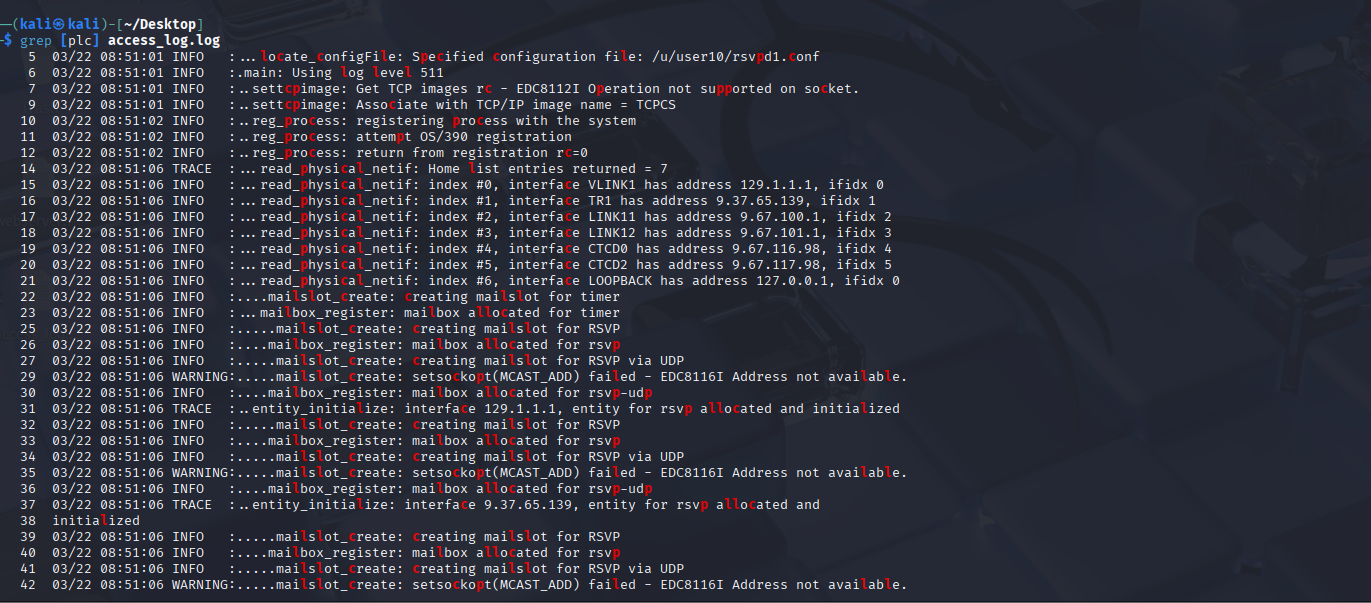 ─(kali㉿kali)-[~/Desktop]
─$ grep [plc] access_log.log
5 03/22 08:51:01 INFO :...locate_configFile: Specified configuration file: /u/user10/rsvpd1.conf
6 03/22 08:51:01 INFO :.main: Using log level 511
7 03/22 08:51:01 INFO :..settcpimage: Get TCP images rc - EDC8112I Operation not supported on socket.
9 03/22 08:51:01 INFO :..settcpimage: Associate with TCP/IP image name = TCPCS
10 03/22 08:51:02 INFO :..reg_process: registering process with the system
11 03/22 08:51:02 INFO :..reg_process: attempt OS/390 registration
12 03/22 08:51:02 INFO :..reg_process: return from registration rc=0
14 03/22 08:51:06 TRACE :...read_physical_netif: Home list entries returned = 7
15 03/22 08:51:06 INFO :...read_physical_netif: index #0, interface VLINK1 has address 129.1.1.1, ifidx 0
16 03/22 08:51:06 INFO :...read_physical_netif: index #1, interface TR1 has address 9.37.65.139, ifidx 1
17 03/22 08:51:06 INFO :...read_physical_netif: index #2, interface LINK11 has address 9.67.100.1, ifidx 2
18 03/22 08:51:06 INFO :...read_physical_netif: index #3, interface LINK12 has address 9.67.101.1, ifidx 3
19 03/22 08:51:06 INFO :...read_physical_netif: index #4, interface CTCD0 has address 9.67.116.98, ifidx 4
20 03/22 08:51:06 INFO :...read_physical_netif: index #5, interface CTCD2 has address 9.67.117.98, ifidx 5
21 03/22 08:51:06 INFO :...read_physical_netif: index #6, interface LOOPBACK has address 127.0.0.1, ifidx 0
22 03/22 08:51:06 INFO :....mailslot_create: creating mailslot for timer
23 03/22 08:51:06 INFO :...mailbox_register: mailbox allocated for timer
25 03/22 08:51:06 INFO :.....mailslot_create: creating mailslot for RSVP
26 03/22 08:51:06 INFO :....mailbox_register: mailbox allocated for rsvp
27 03/22 08:51:06 INFO :.....mailslot_create: creating mailslot for RSVP via UDP
29 03/22 08:51:06 WARNING:.....mailslot_create: setsockopt(MCAST_ADD) failed - EDC8116I Address not available.
30 03/22 08:51:06 INFO :....mailbox_register: mailbox allocated for rsvp-udp
31 03/22 08:51:06 TRACE :..entity_initialize: interface 129.1.1.1, entity for rsvp allocated and initialized
32 03/22 08:51:06 INFO :.....mailslot_create: creating mailslot for RSVP
33 03/22 08:51:06 INFO :....mailbox_register: mailbox allocated for rsvp
34 03/22 08:51:06 INFO :.....mailslot_create: creating mailslot for RSVP via UDP
35 03/22 08:51:06 WARNING:.....mailslot_create: setsockopt(MCAST_ADD) failed - EDC8116I Address not available.
36 03/22 08:51:06 INFO :....mailbox_register: mailbox allocated for rsvp-udp
37 03/22 08:51:06 TRACE :..entity_initialize: interface 9.37.65.139, entity for rsvp allocated and
38 initialized
39 03/22 08:51:06 INFO :.....mailslot_create: creating mailslot for RSVP
40 03/22 08:51:06 INFO :....mailbox_register: mailbox allocated for rsvp
41 03/22 08:51:06 INFO :.....mailslot_create: creating mailslot for RSVP via UDP
42 03/22 08:51:06 WARNING:.....mailslot_create: setsockopt(MCAST_ADD) failed - EDC8116I Address not available.